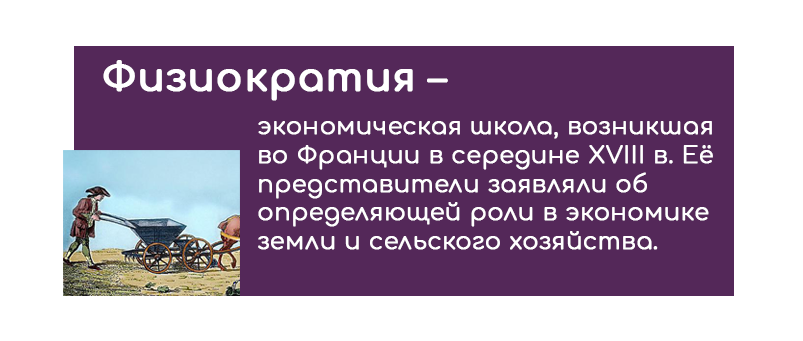 Физиократия –
экономическая школа, возникшая
во Франции в середине XVIII в. Её
представители заявляли об
определяющей роли в экономике
земли и сельского хозяйства.